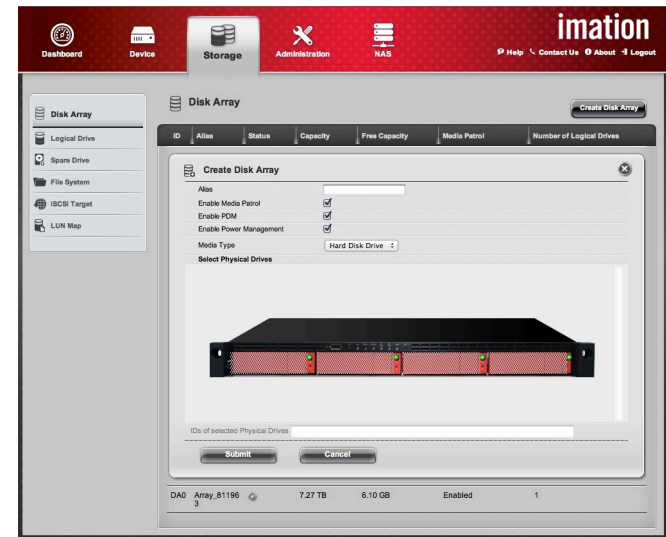 imation
Dashboard Device Storage Administration NAS
Help Contact Us About Logout
Disk Array
Logical Drive
Spare Drive
File System
iSCSI Target
LUN Map
Disk Array
Create Disk Array
ID Alias Status Capacity Free Capacity Media Patrol Number of Logical Drives
Create Disk Array
Alias
Enable Media Patrol
Enable PDM
Enable Power Management
Media Type Hard Disk Drive
Select Physical Drives
IDs of selected Physical Drives
Submit Cancel
DA0 Array_81196 7.27 TB 6.10 GB Enabled 1
3